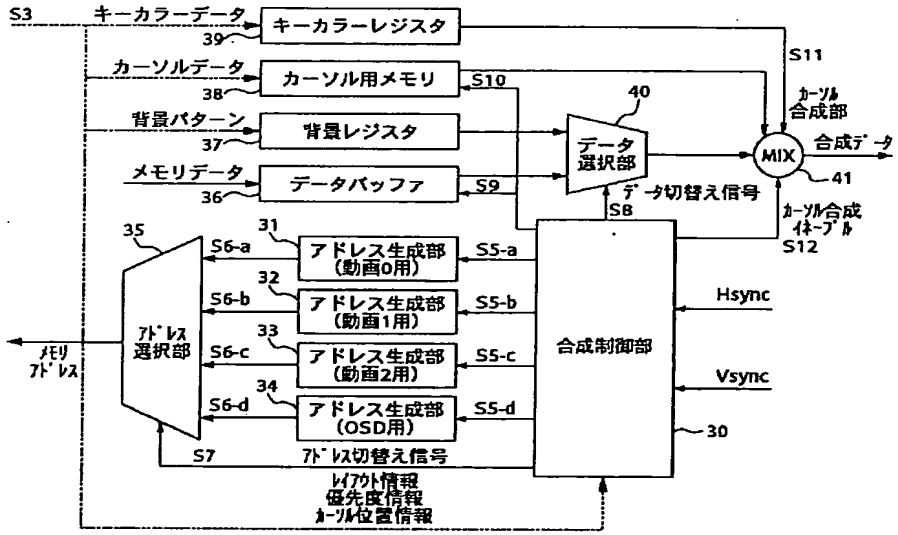 S3
キーカラーデータ
キーカラーレジスタ
39
S11
カーソルデータ
カーソル用メモリ
38
S10
40
カーソル
合成部
背景パターン
背景レジスタ
37
データ
選択部
MIX
合成データ
41
メモリデータ
データバッファ
36
S9
データ切替え信号
S8
カーソル合成
イネーブル
S12
35
S6-a
31
アドレス生成部
(動画0用)
S5-a
S6-b
32
アドレス生成部
(動画1用)
S5-b
Hsync
アドレス
選択部
メモリ
アドレス
S6-c
33
アドレス生成部
(動画2用)
S5-c
合成制御部
Vsync
S6-d
34
アドレス生成部
(OSD用)
S5-d
30
S7
アドレス切替え信号
レイアウト情報
優先度情報
カーソル位置情報